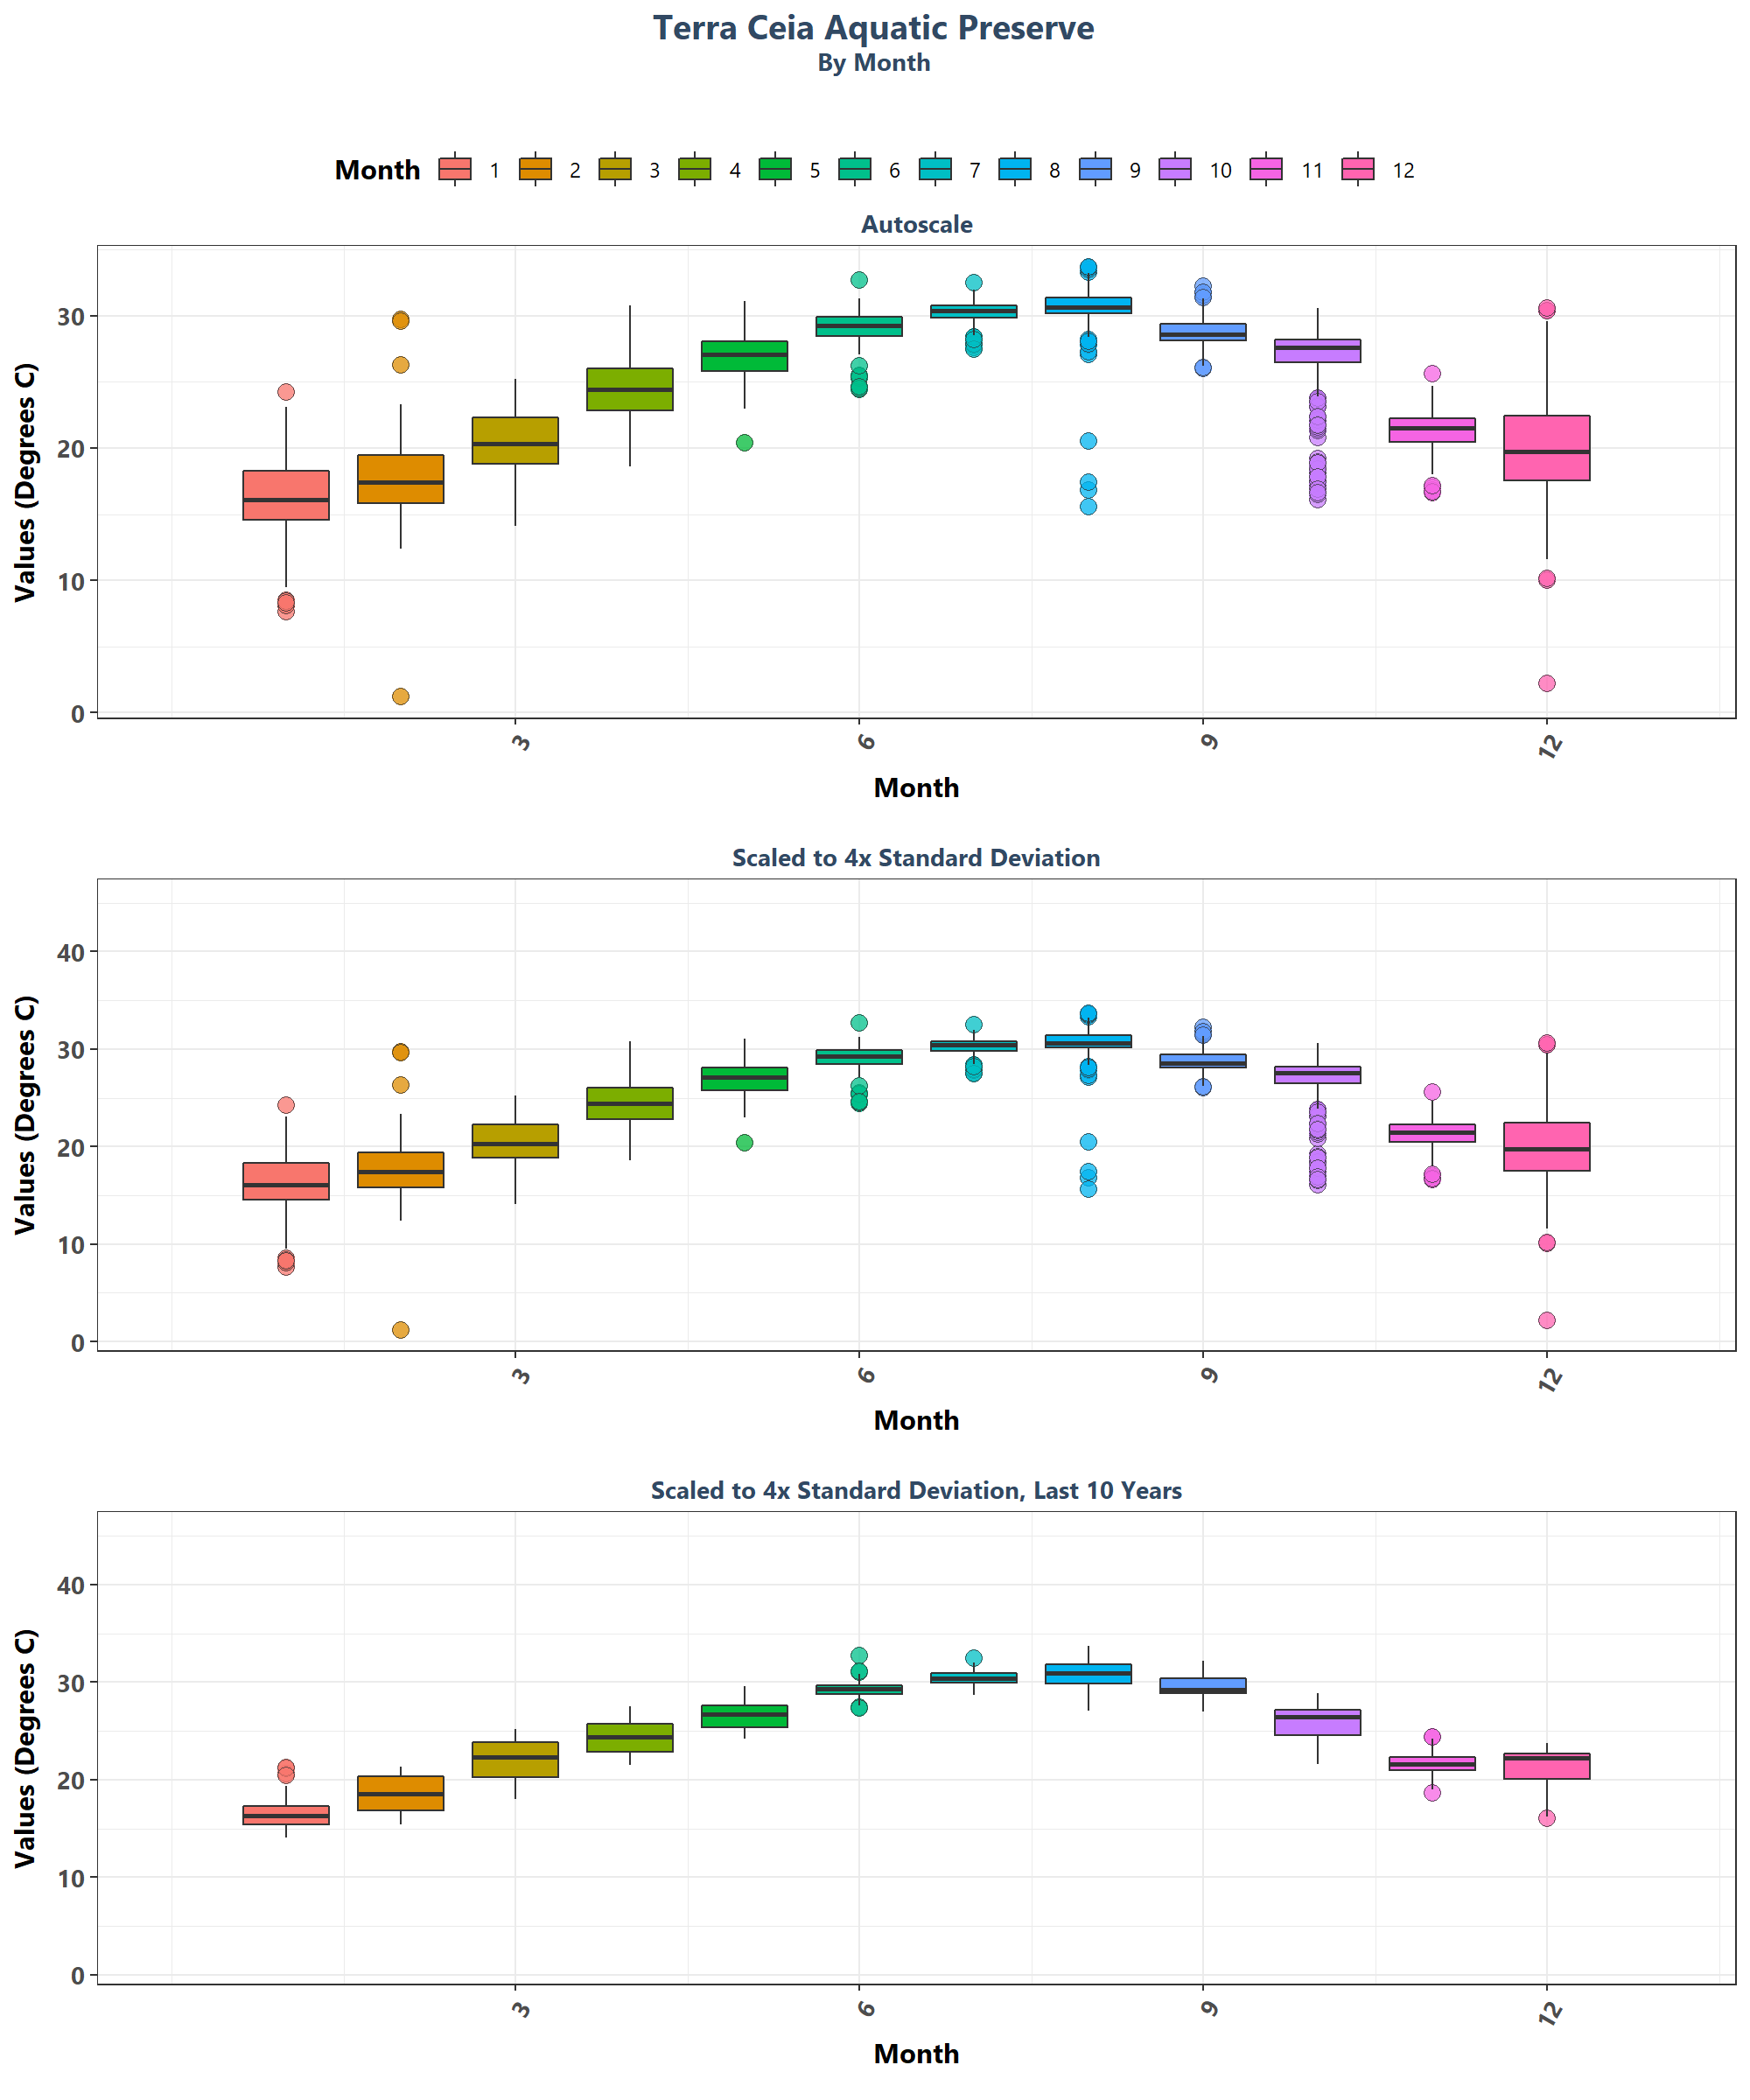 Terra Ceia Aquatic Preserve
By Month
Month 1 2 3 4 5 6 7 8 9 10 11 12
Autoscale
Values (Degrees C)
30
20
10
0
3 6 9 12
Month
Scaled to 4x Standard Deviation
Values (Degrees C)
40
30
20
10
0
3 6 9 12
Month
Scaled to 4x Standard Deviation, Last 10 Years
Values (Degrees C)
40
30
20
10
0
3 6 9 12
Month